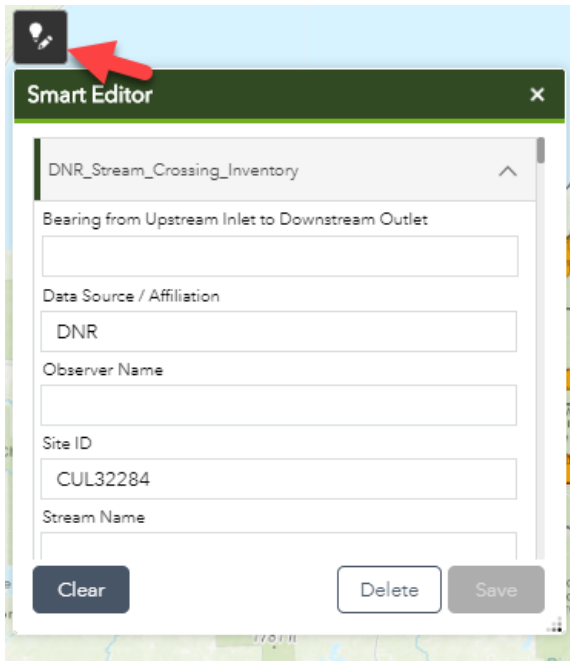 Smart Editor
DNR_Stream_Crossing_Inventory
Bearing from Upstream Inlet to Downstream Outlet
Data Source / Affiliation
DNR
Observer Name
Site ID
CUL32284
Stream Name
Clear Delete Save